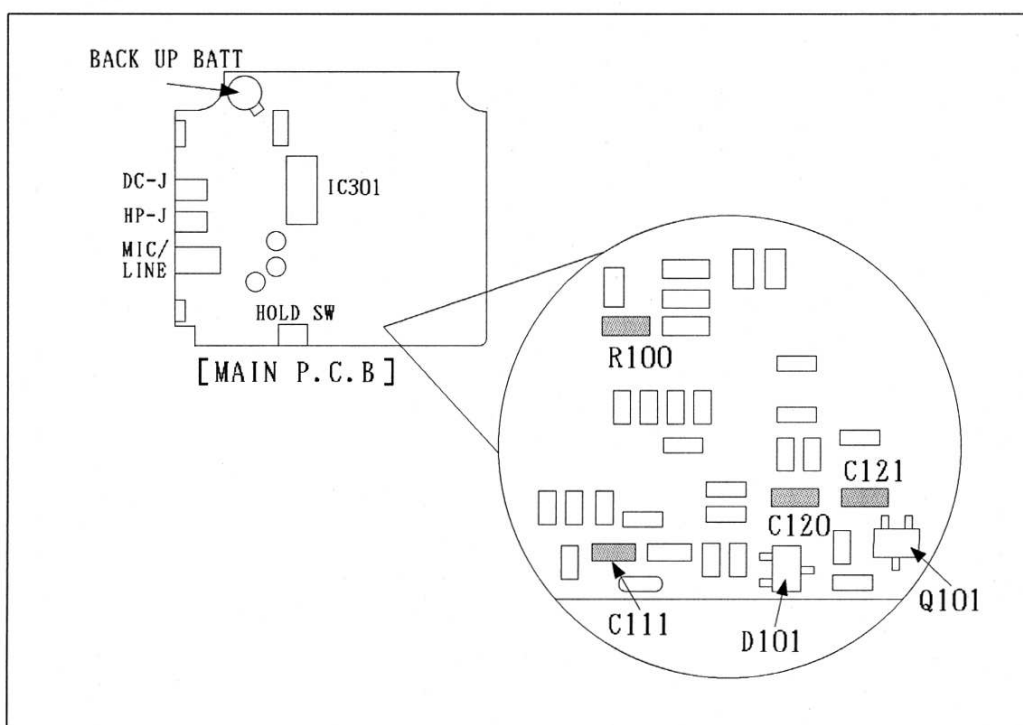 BACK UP BATT
DC-J
HP-J
MIC/
LINE
IC301
HOLD SW
[MAIN P.C.B]
R100
C121
C120
C111
D101
Q101